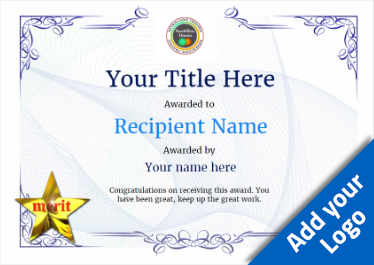 Your Title Here
Awarded to
Recipient Name
Awarded by
Your name here
Congratulations on receiving this award. You
have been great, keep up the great work.
merit
Add your
Logo